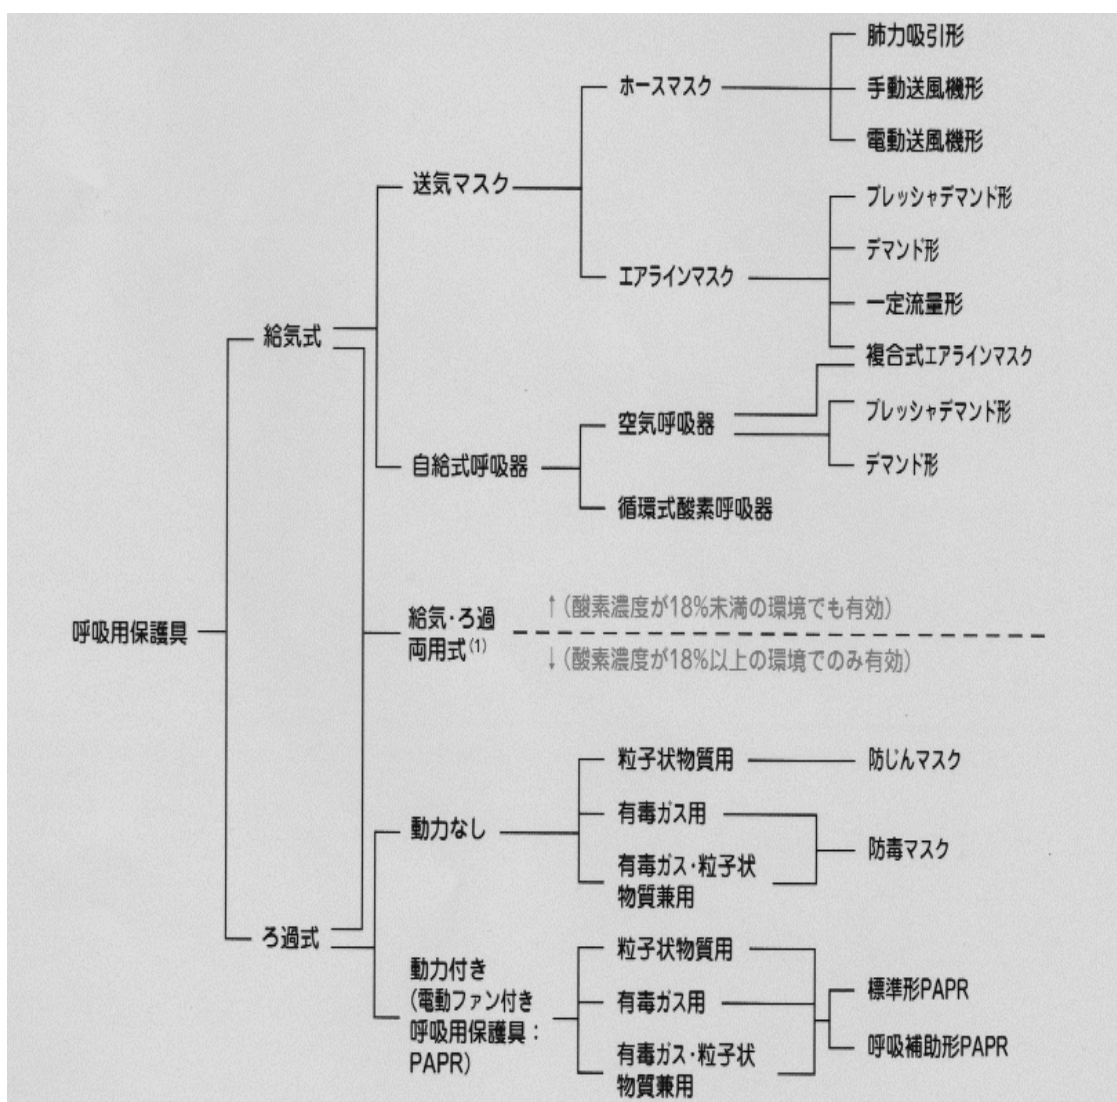 肺力吸引形
ホースマスク
手動送風機形
電動送風機形
送気マスク
プレッシャデマンド形
デマンド形
エアラインマスク
一定流量形
給気式
複合式エアラインマスク
空気呼吸器
プレッシャデマンド形
自給式呼吸器
デマンド形
循環式酸素呼吸器
呼吸用保護具
給気・ろ過
両用式(1)
↑(酸素濃度が18%未満の環境でも有効)
↓(酸素濃度が18%以上の環境でのみ有効)
粒子状物質用
防じんマスク
動力なし
有毒ガス用
防毒マスク
有毒ガス・粒子状
物質兼用
ろ過式
動力付き
(電動ファン付き
呼吸用保護具:
PAPR)
粒子状物質用
有毒ガス用
有毒ガス・粒子状
物質兼用
標準形PAPR
呼吸補助形PAPR